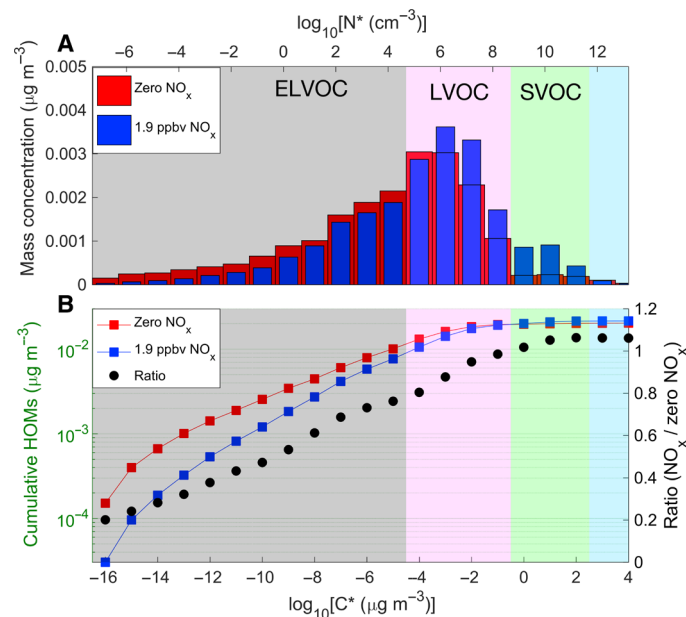 log10[N* (cm−3)]
A
−6 −4 −2 0 2 4 6 8 10 12
0.005
0.004
0.003
0.002
0.001
0
Mass concentration (µg m−3)
Zero NOx
1.9 ppbv NOx
ELVOC
LVOC
SVOC
B
Zero NOx
1.9 ppbv NOx
Ratio
10−2
10−3
10−4
Cumulative HOMs (µg m−3)
1.2
1
0.8
0.6
0.4
0.2
0
Ratio (NOx / zero NOx)
−16 −14 −12 −10 −8 −6 −4 −2 0 2 4
log10[C* (µg m−3)]